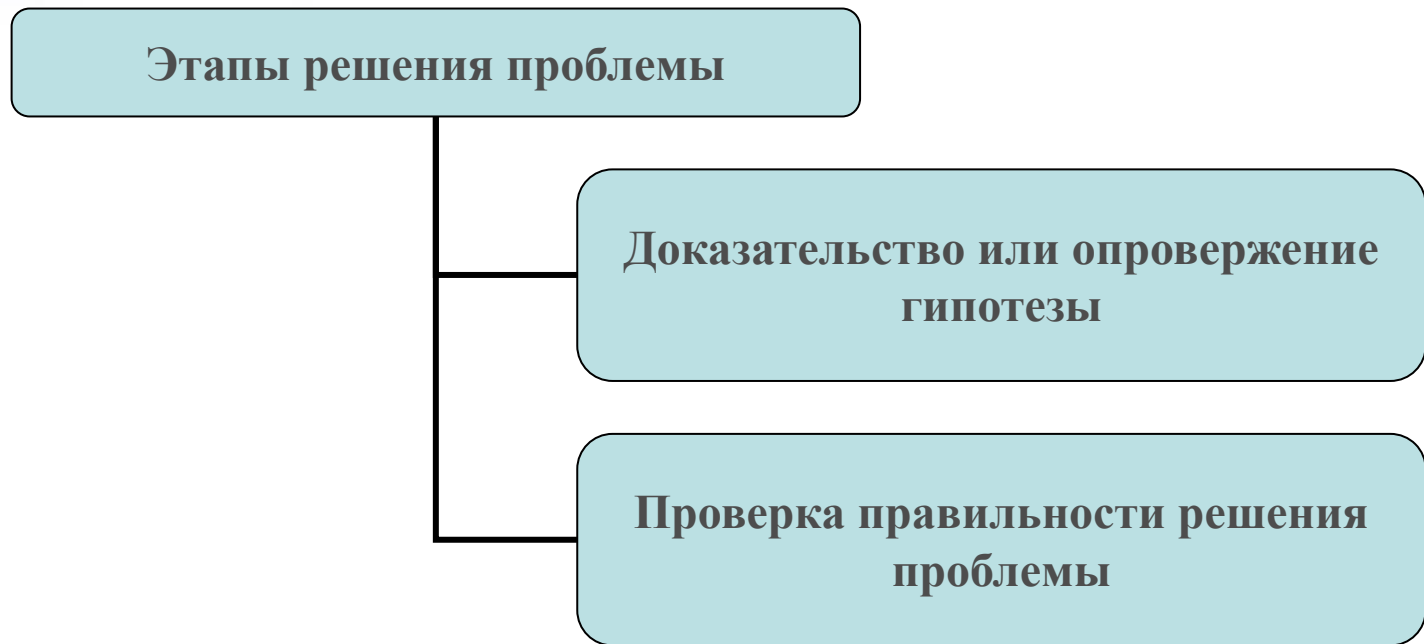 Этапы решения проблемы
Доказательство или опровержение
гипотезы
Проверка правильности решения
проблемы